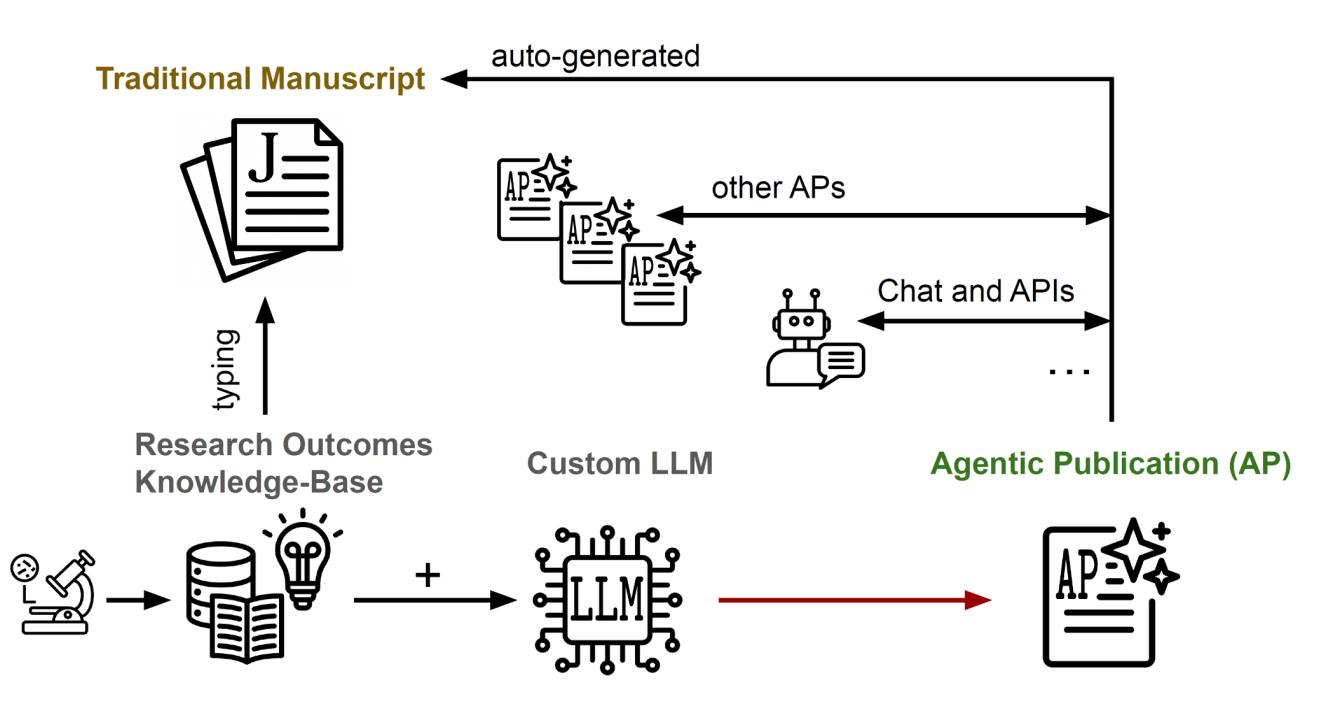 auto-generated
Traditional Manuscript
J
AP
other APs
AP
AP
Chat and APIs
typing
...
Research Outcomes
Knowledge-Base
Custom LLM
Agentic Publication (AP)
+
LLM
AP